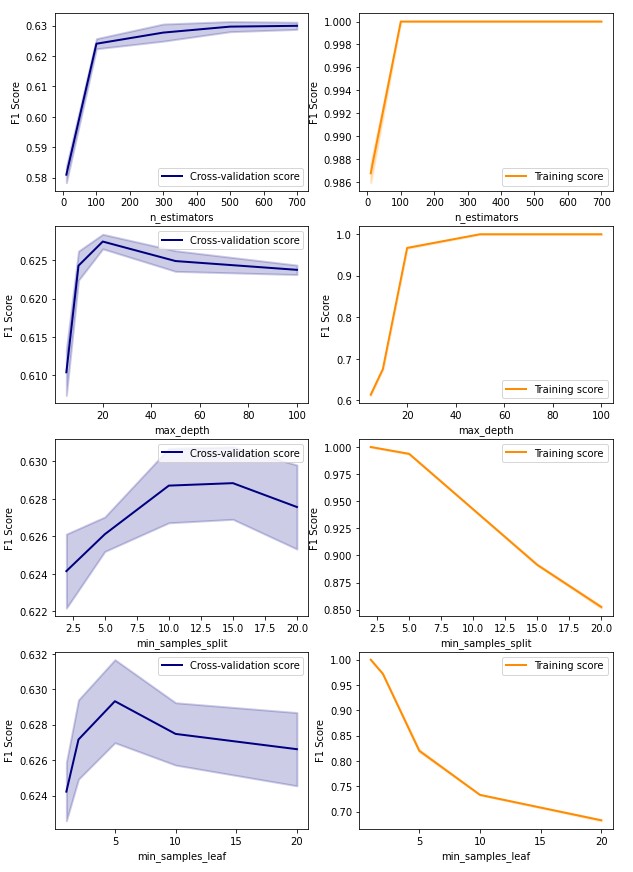 0.63
0.62
0.61
0.60
0.59
0.58
F1 Score
Cross-validation score
0 100 200 300 400 500 600 700
n_estimators
1.000
0.998
0.996
0.994
0.992
0.990
0.988
0.986
F1 Score
Training score
0 100 200 300 400 500 600 700
n_estimators
0.625
0.620
0.615
0.610
F1 Score
Cross-validation score
20 40 60 80 100
max_depth
1.0
0.9
0.8
0.7
0.6
F1 Score
Training score
20 40 60 80 100
max_depth
0.630
0.628
0.626
0.624
0.622
F1 Score
Cross-validation score
2.5 5.0 7.5 10.0 12.5 15.0 17.5 20.0
min_samples_split
1.000
0.975
0.950
0.925
0.900
0.875
0.850
F1 Score
Training score
2.5 5.0 7.5 10.0 12.5 15.0 17.5 20.0
min_samples_split
0.632
0.630
0.628
0.626
0.624
F1 Score
Cross-validation score
5 10 15 20
min_samples_leaf
1.00
0.95
0.90
0.85
0.80
0.75
0.70
F1 Score
Training score
5 10 15 20
min_samples_leaf